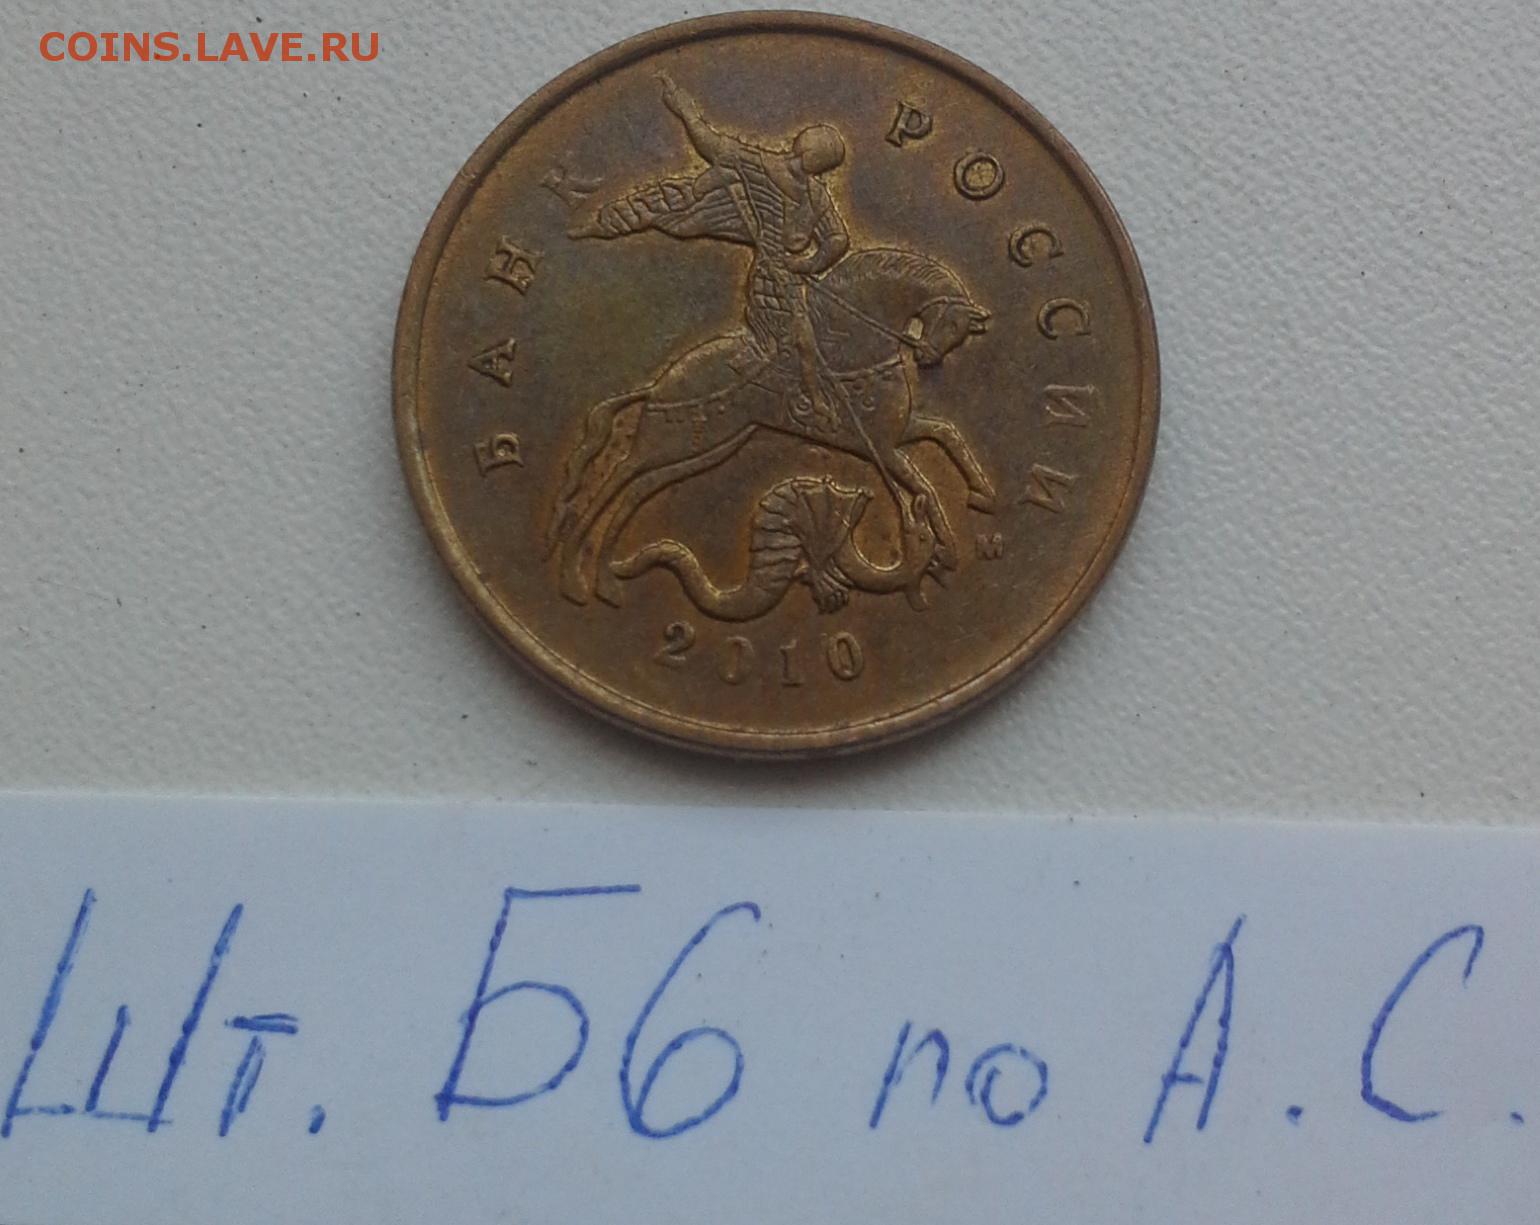 COINS.LAVE.RU
БАНК РОССИИ
М
2010
Шт. Б6 по А.С.